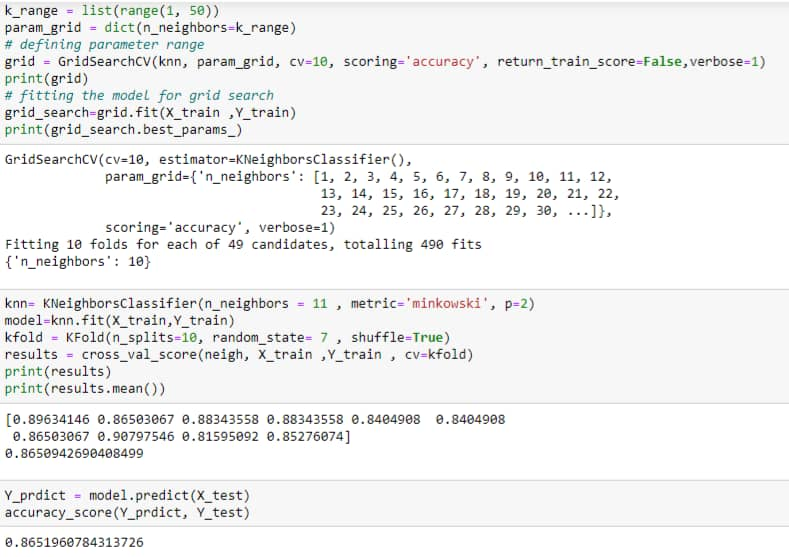 k_range = list(range(1, 50))
param_grid = dict(n_neighbors=k_range)
# defining parameter range
grid = GridSearchCV(knn, param_grid, cv=10, scoring='accuracy', return_train_score=False,verbose=1)
print(grid)
# fitting the model for grid search
grid_search=grid.fit(X_train ,Y_train)
print(grid_search.best_params_)
GridSearchCV(cv=10, estimator=KNeighborsClassifier(),
             param_grid={'n_neighbors': [1, 2, 3, 4, 5, 6, 7, 8, 9, 10, 11, 12,
                                         13, 14, 15, 16, 17, 18, 19, 20, 21, 22,
                                         23, 24, 25, 26, 27, 28, 29, 30, ...]},
             scoring='accuracy', verbose=1)
Fitting 10 folds for each of 49 candidates, totalling 490 fits
{'n_neighbors': 10}
knn= KNeighborsClassifier(n_neighbors = 11 , metric='minkowski', p=2)
model=knn.fit(X_train,Y_train)
kfold = KFold(n_splits=10, random_state= 7 , shuffle=True)
results = cross_val_score(neigh, X_train ,Y_train , cv=kfold)
print(results)
print(results.mean())
[0.89634146 0.86503067 0.88343558 0.88343558 0.8404908  0.8404908
 0.86503067 0.90797546 0.81595092 0.85276074]
0.8650942690408499
Y_prdict = model.predict(X_test)
accuracy_score(Y_prdict, Y_test)
0.8651960784313726